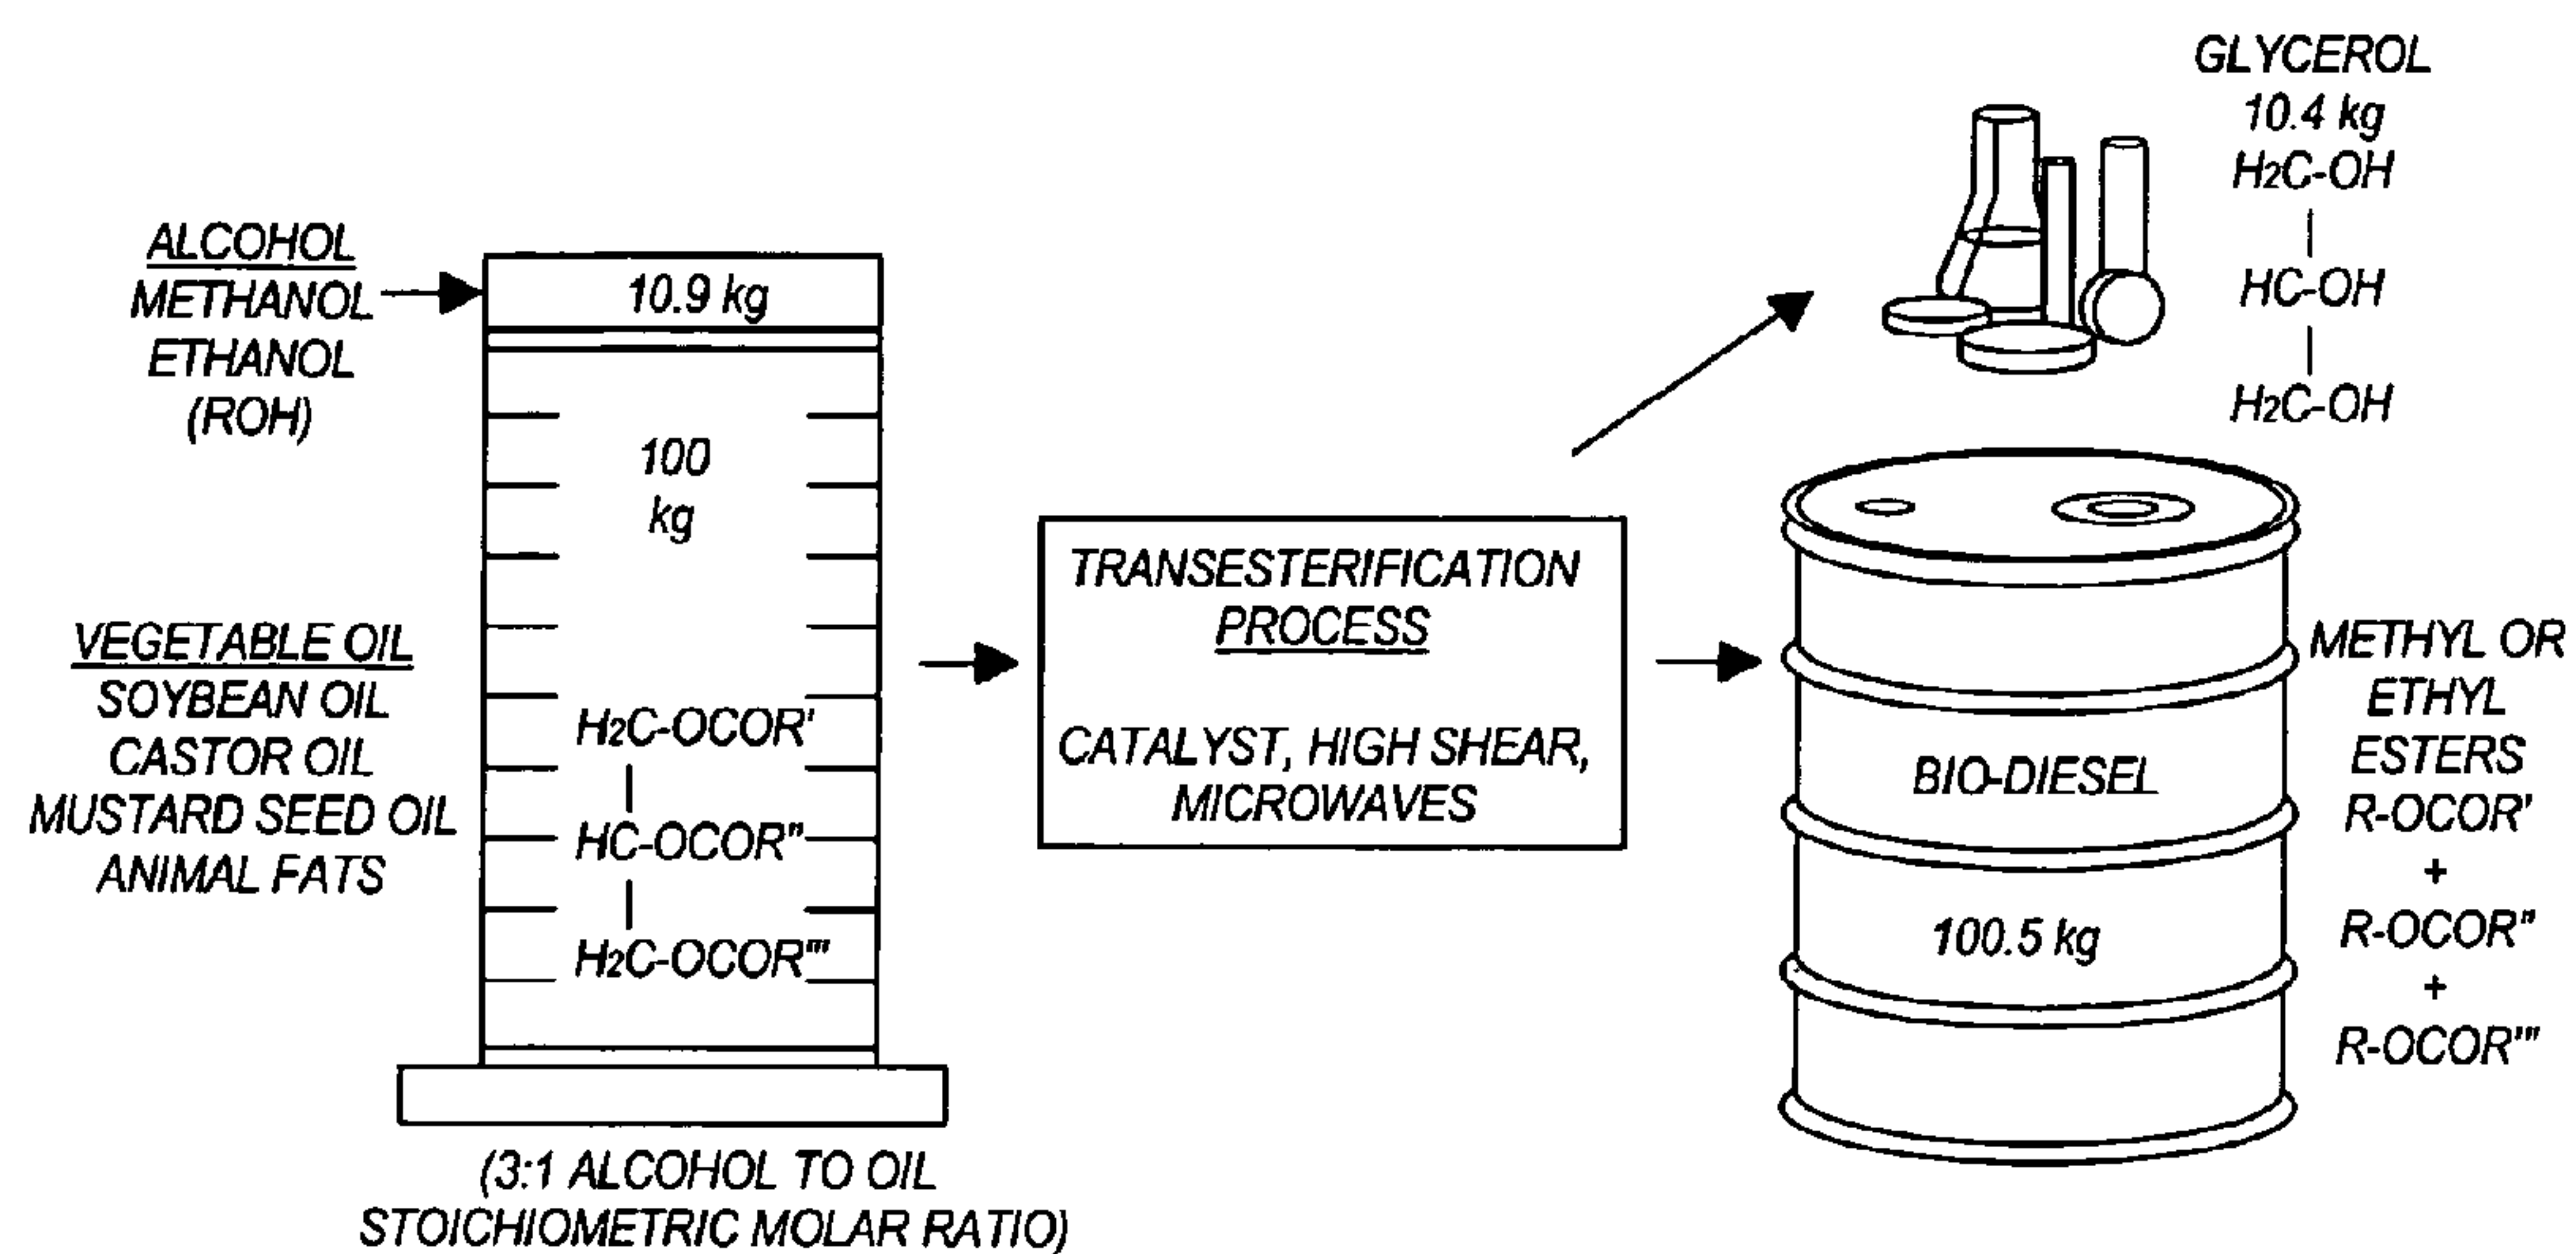 ALCOHOL
METHANOL
ETHANOL
(ROH)
VEGETABLE OIL
SOYBEAN OIL
CASTOR OIL
MUSTARD SEED OIL
ANIMAL FATS
10.9 kg
100
kg
H2C-OCOR'
HC-OCOR"
H2C-OCOR'''
(3:1 ALCOHOL TO OIL
STOICHIOMETRIC MOLAR RATIO)
TRANSESTERIFICATION
PROCESS
CATALYST, HIGH SHEAR,
MICROWAVES
GLYCEROL
10.4 kg
H2C-OH
HC-OH
H2C-OH
BIO-DIESEL
100.5 kg
METHYL OR
ETHYL
ESTERS
R-OCOR'
+
R-OCOR"
+
R-OCOR'''